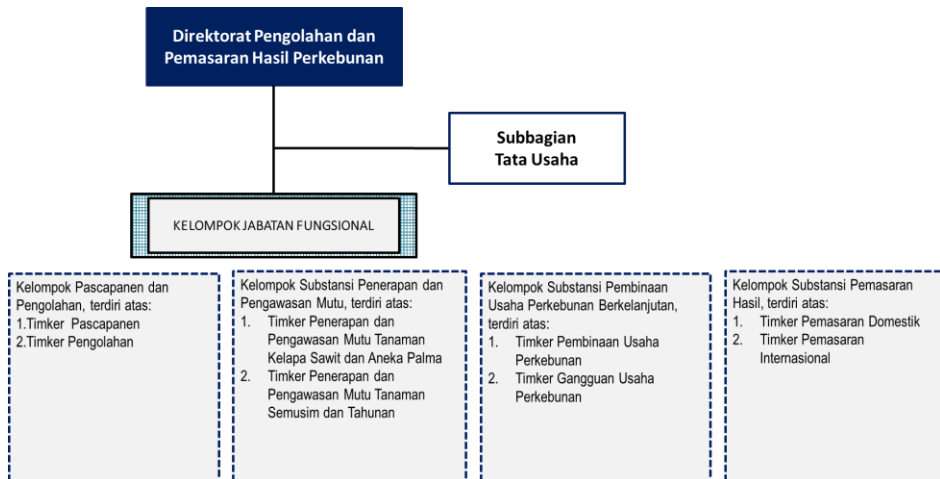 Direktorat Pengolahan dan
Pemasaran Hasil Perkebunan
Subbagian
Tata Usaha
KELOMPOK JABATAN FUNGSIONAL
Kelompok Pascapanen dan
Pengolahan, terdiri atas:
1.Timker Pascapanen
2.Timker Pengolahan
Kelompok Substansi Penerapan dan
Pengawasan Mutu, terdiri atas:
1. Timker Penerapan dan
Pengawasan Mutu Tanaman
Kelapa Sawit dan Aneka Palma
2. Timker Penerapan dan
Pengawasan Mutu Tanaman
Semusim dan Tahunan
Kelompok Substansi Pembinaan
Usaha Perkebunan Berkelanjutan,
terdiri atas:
1. Timker Pembinaan Usaha
Perkebunan
2. Timker Gangguan Usaha
Perkebunan
Kelompok Substansi Pemasaran
Hasil, terdiri atas:
1. Timker Pemasaran Domestik
2. Timker Pemasaran
Internasional